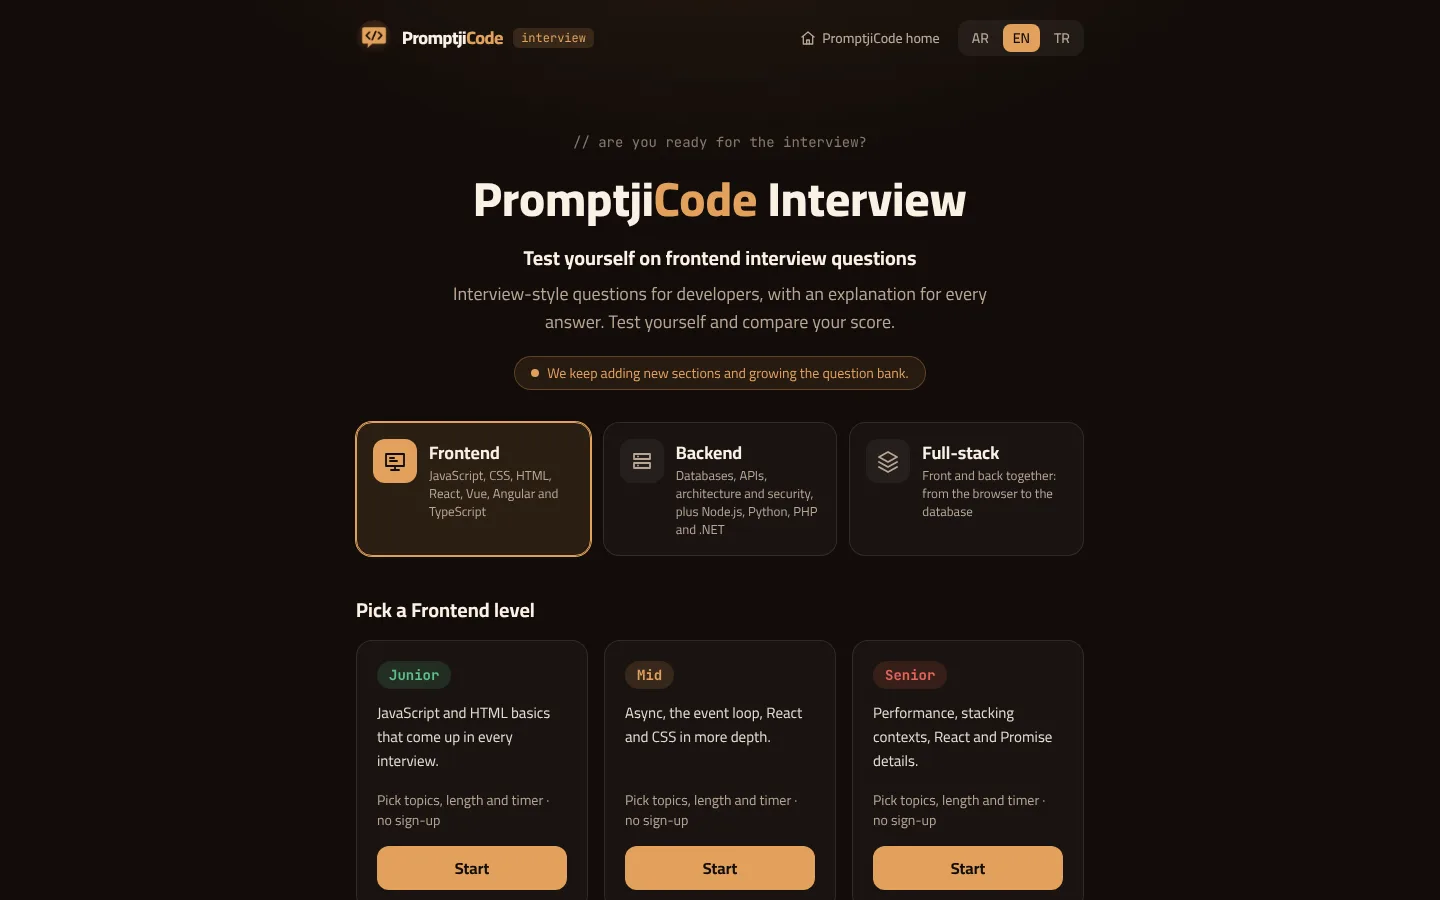 PromptjiCode interview
PromptjiCode home
AR EN TR
// are you ready for the interview?
PromptjiCode Interview
Test yourself on frontend interview questions
Interview-style questions for developers, with an explanation for every
answer. Test yourself and compare your score.
We keep adding new sections and growing the question bank.
Frontend
JavaScript, CSS, HTML,
React, Vue, Angular and
TypeScript
Backend
Databases, APIs,
architecture and security,
plus Node.js, Python, PHP
and .NET
Full-stack
Front and back together:
from the browser to the
database
Pick a Frontend level
Junior
JavaScript and HTML basics
that come up in every
interview.
Pick topics, length and timer ·
no sign-up
Start
Mid
Async, the event loop, React
and CSS in more depth.
Pick topics, length and timer ·
no sign-up
Start
Senior
Performance, stacking
contexts, React and Promise
details.
Pick topics, length and timer ·
no sign-up
Start